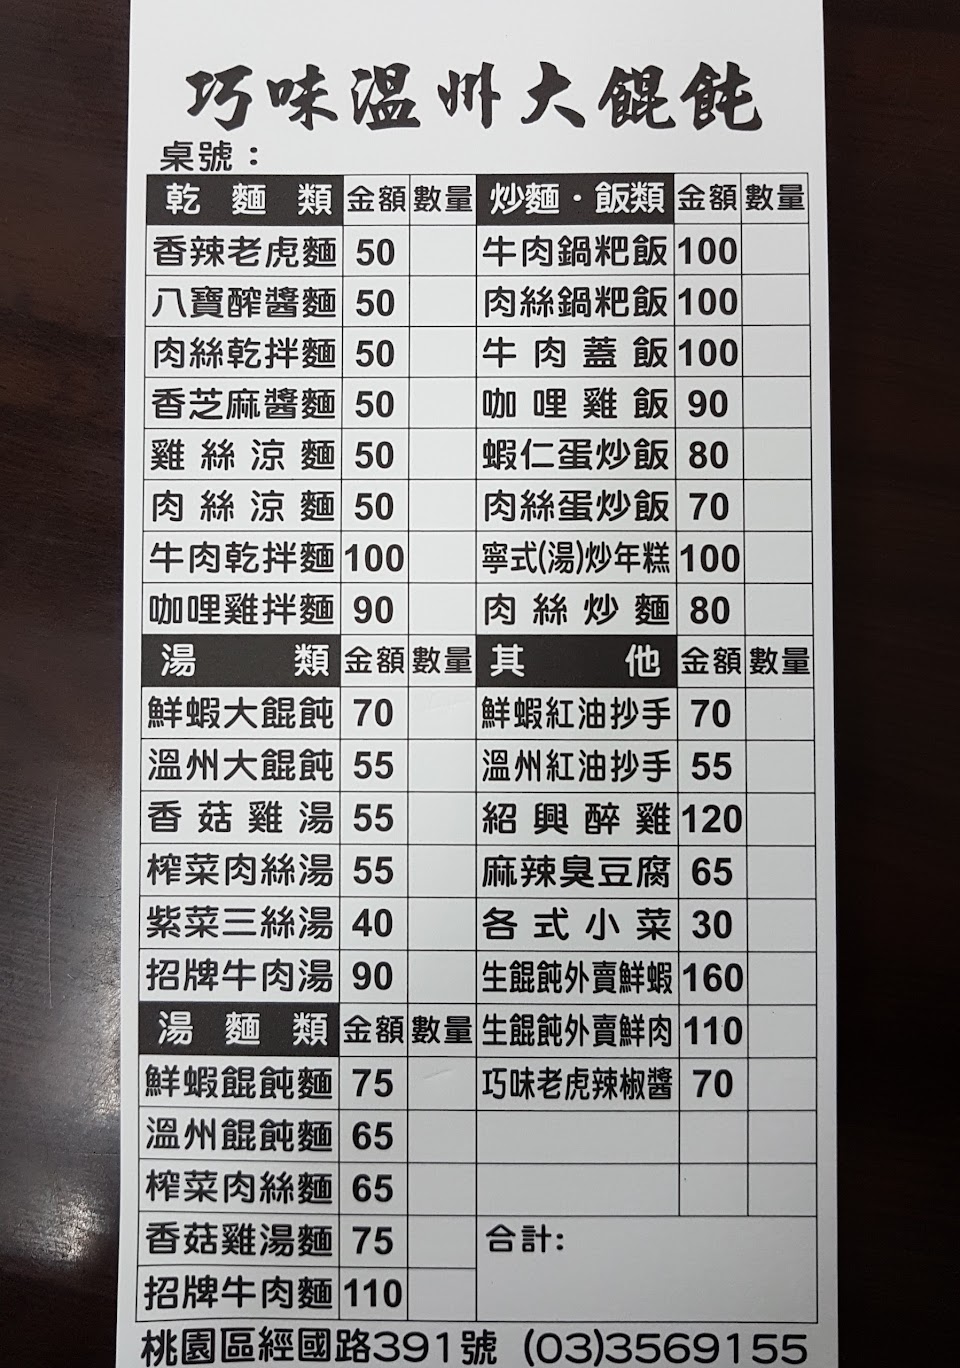 巧味溫州大餛飩
桌號：
乾麵類 金額 數量
香辣老虎麵 50
八寶醡醬麵 50
肉絲乾拌麵 50
香芝麻醬麵 50
雞絲涼麵 50
肉絲涼麵 50
牛肉乾拌麵 100
咖哩雞拌麵 90
湯類 金額 數量
鮮蝦大餛飩 70
溫州大餛飩 55
香菇雞湯 55
榨菜肉絲湯 55
紫菜三絲湯 40
招牌牛肉湯 90
湯麵類 金額 數量
鮮蝦餛飩麵 75
溫州餛飩麵 65
榨菜肉絲麵 65
香菇雞湯麵 75
招牌牛肉麵 110
炒麵・飯類 金額 數量
牛肉鍋粑飯 100
肉絲鍋粑飯 100
牛肉蓋飯 100
咖哩雞飯 90
蝦仁蛋炒飯 80
肉絲蛋炒飯 70
寧式(湯)炒年糕 100
肉絲炒麵 80
其他 金額 數量
鮮蝦紅油抄手 70
溫州紅油抄手 55
紹興醉雞 120
麻辣臭豆腐 65
各式小菜 30
生餛飩外賣鮮蝦 160
生餛飩外賣鮮肉 110
巧味老虎辣椒醬 70
合計:
桃園區經國路391號 (03)3569155